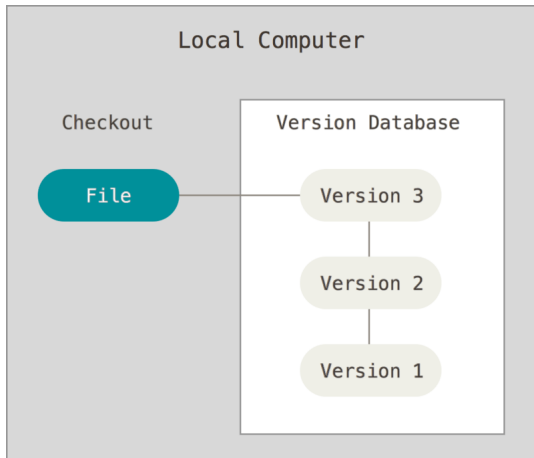 Local Computer
Checkout
Version Database
File
Version 3
Version 2
Version 1